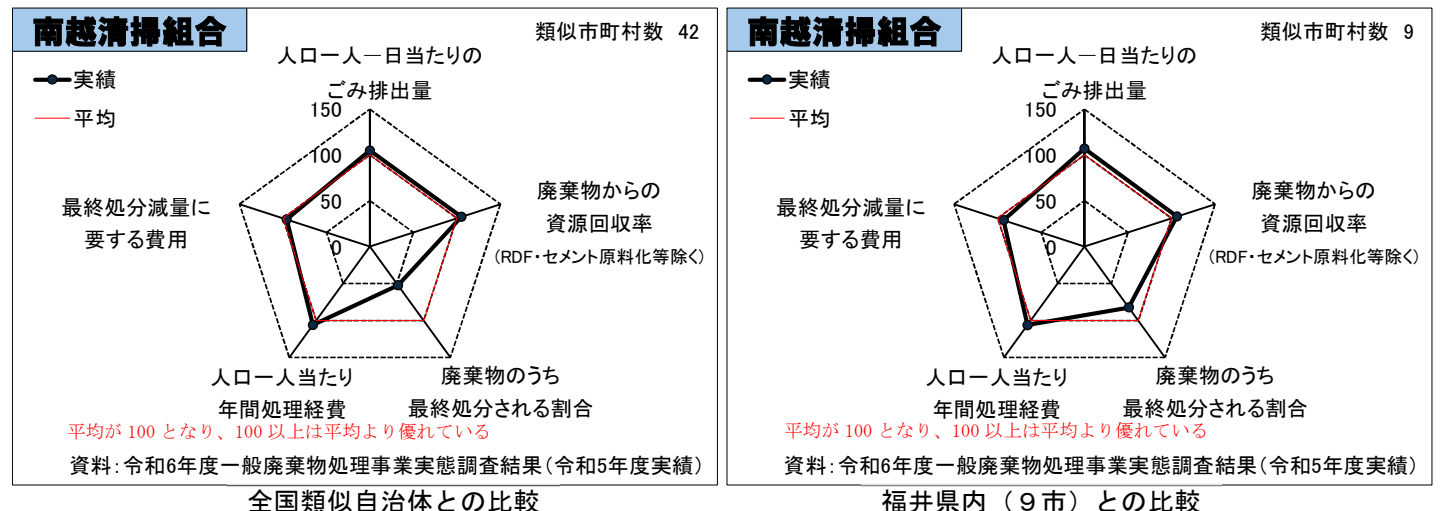 南越清掃組合
類似市町村数 42
実績
平均
人口一人一日当たりの
ごみ排出量
150
100
50
0
廃棄物からの
資源回収率
(RDF・セメント原料化等除く)
最終処分減量に
要する費用
人口一人当たり
年間処理経費
廃棄物のうち
最終処分される割合
平均が 100 となり、100 以上は平均より優れている
資料:令和6年度一般廃棄物処理事業実態調査結果(令和5年度実績)
全国類似自治体との比較
南越清掃組合
類似市町村数 9
実績
平均
人口一人一日当たりの
ごみ排出量
150
100
50
0
廃棄物からの
資源回収率
(RDF・セメント原料化等除く)
最終処分減量に
要する費用
人口一人当たり
年間処理経費
廃棄物のうち
最終処分される割合
平均が 100 となり、100 以上は平均より優れている
資料:令和6年度一般廃棄物処理事業実態調査結果(令和5年度実績)
福井県内(9市)との比較